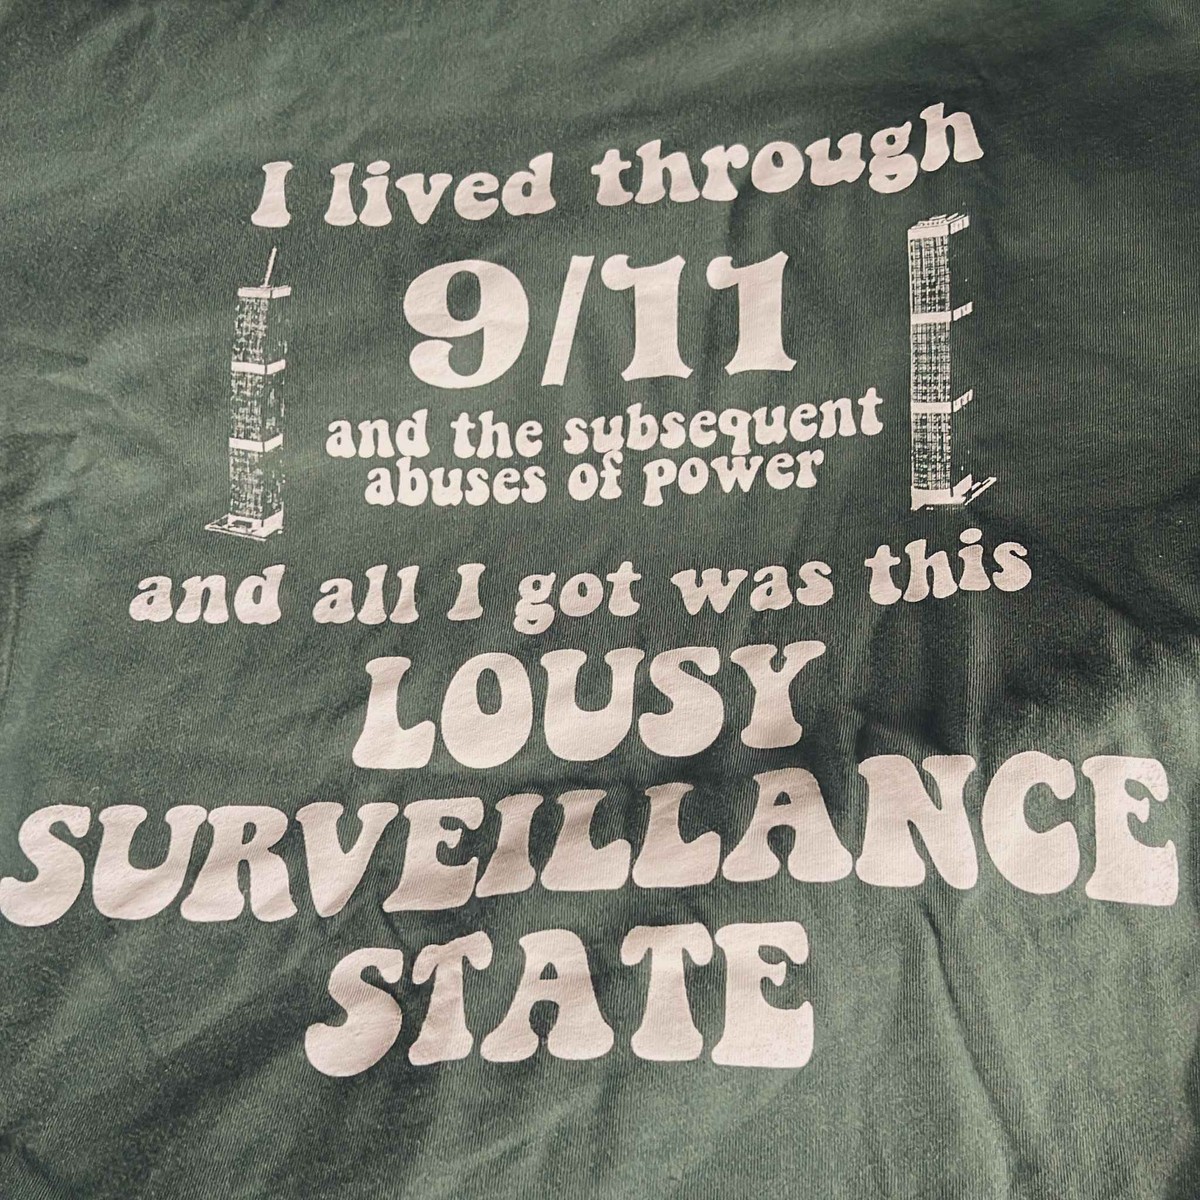 I lived through
9/11
and the subsequent
abuses of power
and all I got was this
LOUSY
SURVEILLANCE
STATE